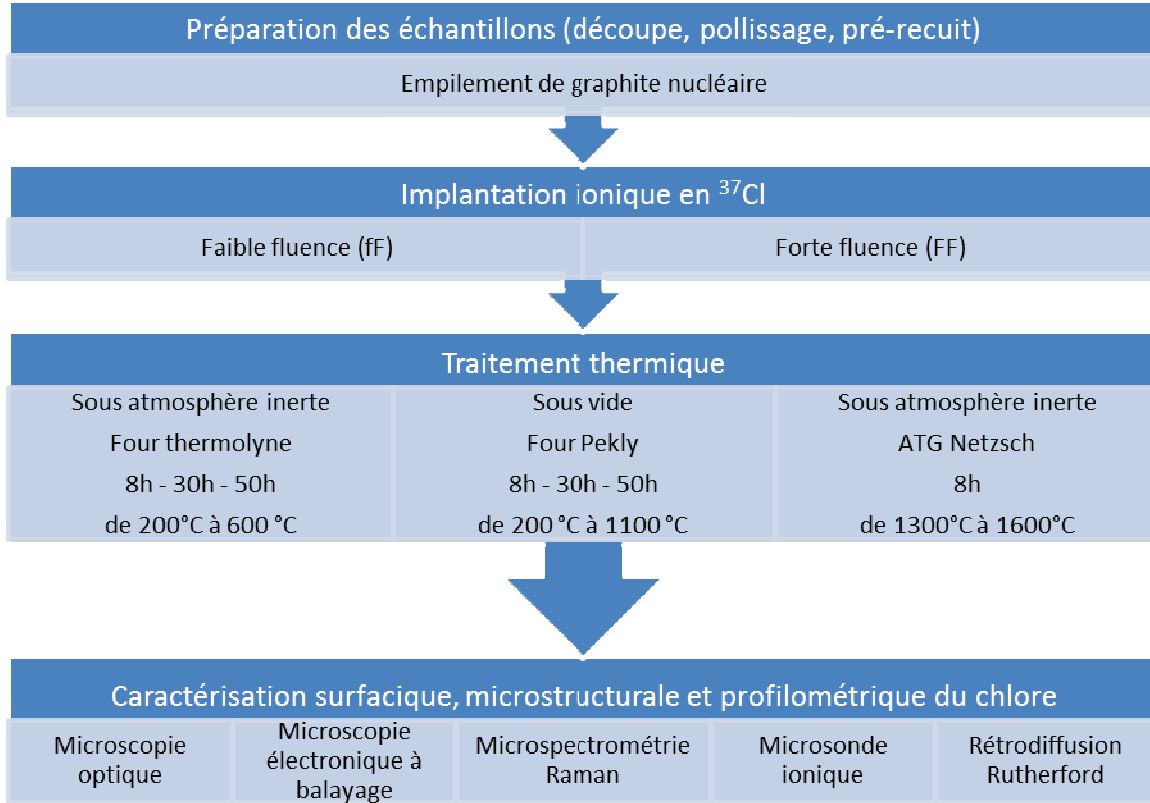 Préparation des échantillons (découpe, pollissage, pré-recuit)
Empilement de graphite nucléaire
Implantation ionique en ³⁷Cl
Faible fluence (fF)
Forte fluence (FF)
Traitement thermique
Sous atmosphère inerte
Four thermolyne
8h - 30h - 50h
de 200°C à 600 °C
Sous vide
Four Pekly
8h - 30h - 50h
de 200 °C à 1100 °C
Sous atmosphère inerte
ATG Netzsch
8h
de 1300°C à 1600°C
Caractérisation surfacique, microstructurale et profilométrique du chlore
Microscopie
optique
Microscopie
électronique à
balayage
Microspectrométrie
Raman
Microsonde
ionique
Rétrodiffusion
Rutherford